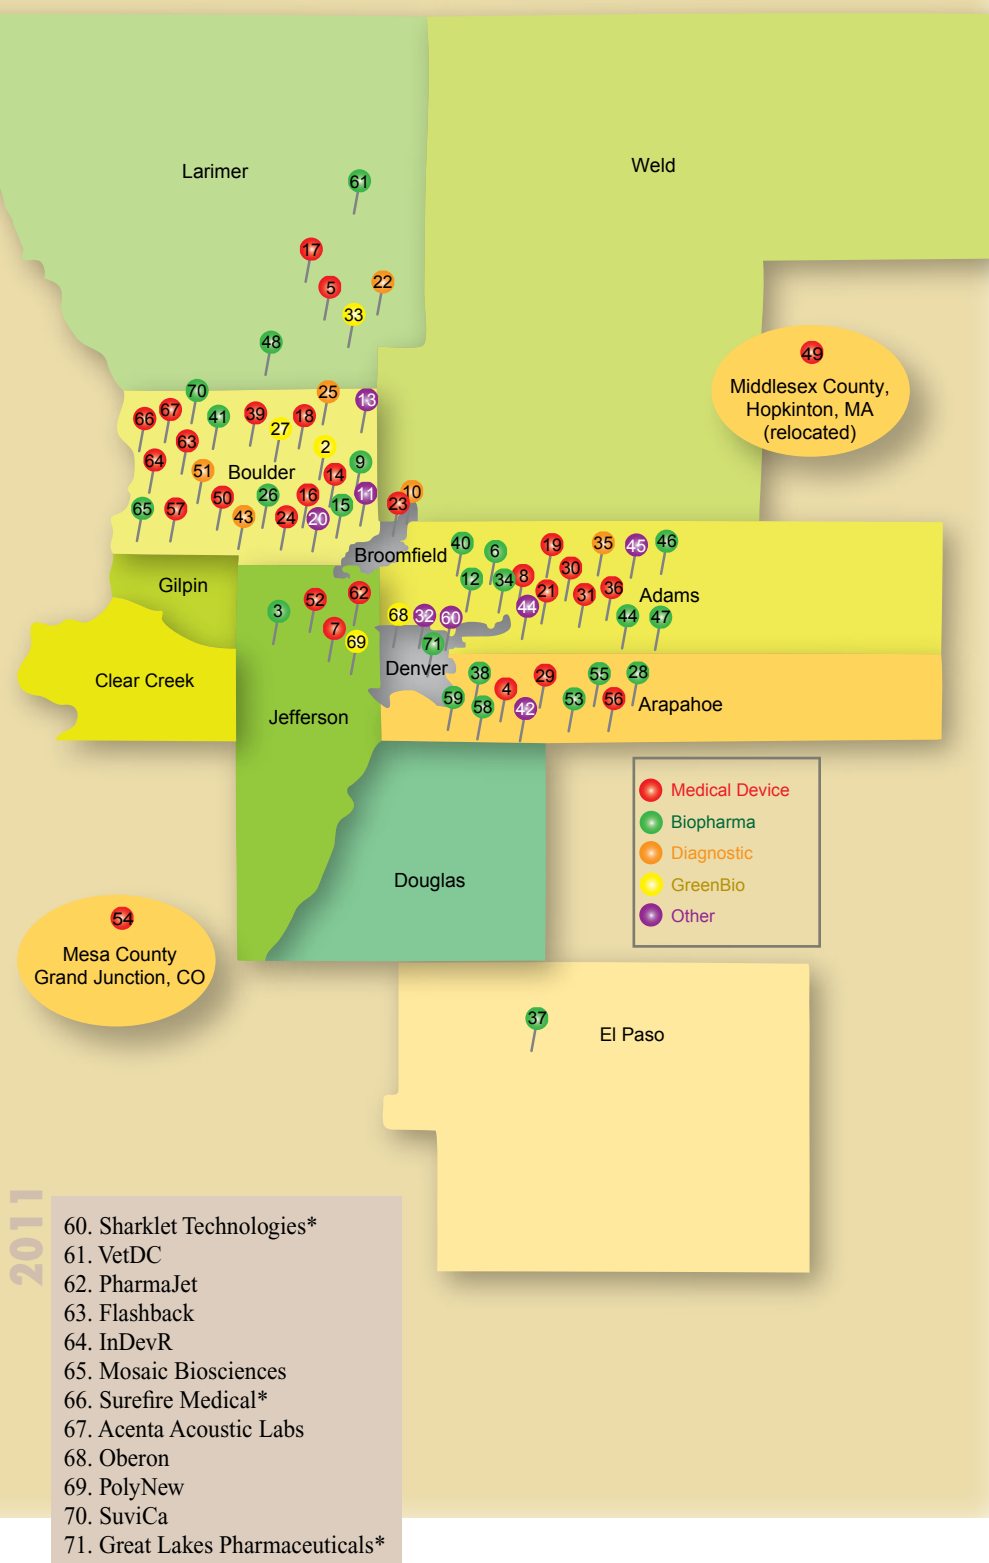 Larimer
Weld
61
17
5
22
33
48
49
Middlesex County,
Hopkinton, MA
(relocated)
70
25
13
66
67
41
39
18
27
63
2
64
51
Boulder
14
9
65
57
50
26
16
15
11
43
24
20
23
10
Broomfield
40
6
19
35
45
46
30
12
34
8
21
31
36
Adams
44
44
47
Gilpin
3
52
62
7
69
68
32
60
71
Denver
Clear Creek
Jefferson
38
29
55
28
59
58
4
42
53
56
Arapahoe
Medical Device
Biopharma
Diagnostic
GreenBio
Other
Douglas
54
Mesa County
Grand Junction, CO
37
El Paso
2011
60. Sharklet Technologies*
61. VetDC
62. PharmaJet
63. Flashback
64. InDevR
65. Mosaic Biosciences
66. Surefire Medical*
67. Acenta Acoustic Labs
68. Oberon
69. PolyNew
70. SuviCa
71. Great Lakes Pharmaceuticals*